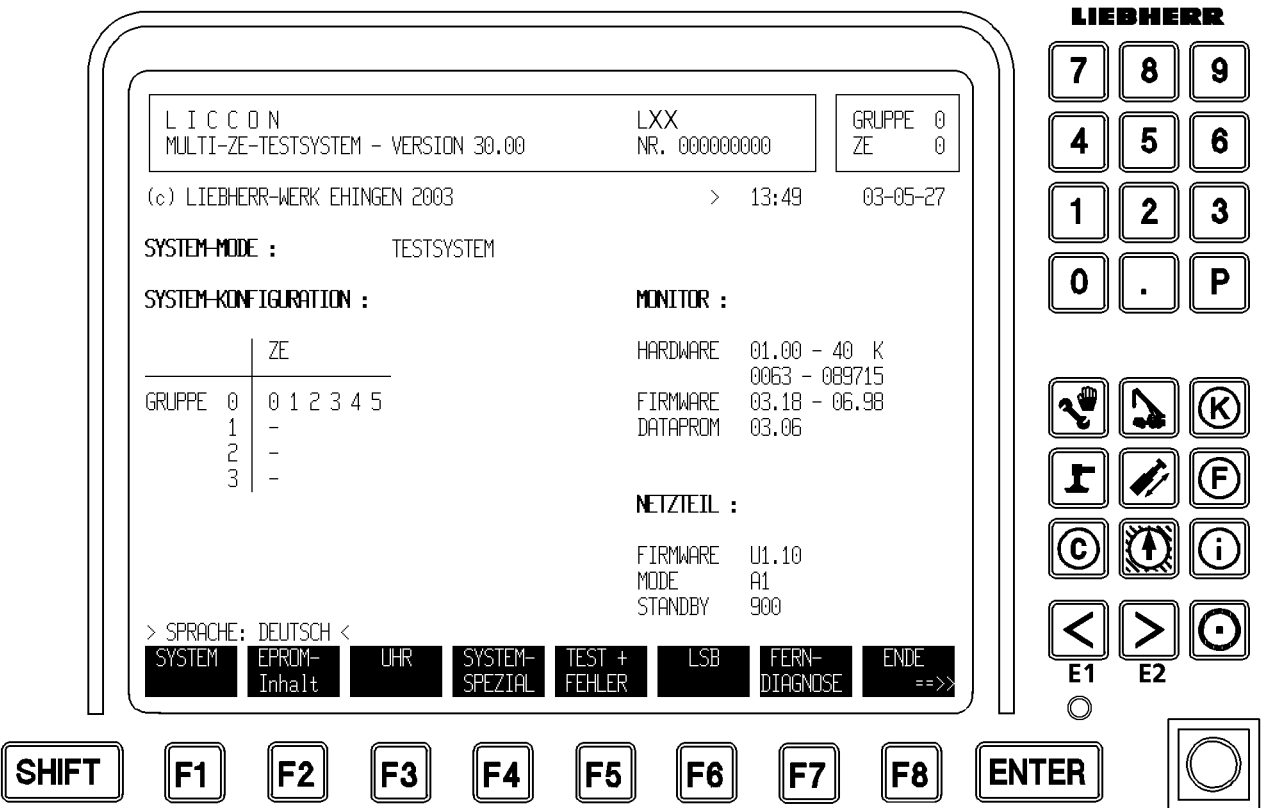 LIEBHERR
L I C C O N LXX GRUPPE 0
MULTI-ZE-TESTSYSTEM - VERSION 30.00 NR. 000000000 ZE 0
(c) LIEBHERR-WERK EHINGEN 2003 > 13:49 03-05-27
SYSTEM-MODE : TESTSYSTEM
SYSTEM-KONFIGURATION : MONITOR :
ZE HARDWARE 01.00 - 40 K
0063 - 089715
GRUPPE 0 0 1 2 3 4 5 FIRMWARE 03.18 - 06.98
1 - DATAPROM 03.06
2 -
3 -
NETZTEIL :
FIRMWARE U1.10
MODE A1
STANDBY 900
> SPRACHE: DEUTSCH <
SYSTEM EPROM- UHR SYSTEM- TEST + LSB FERN- ENDE
Inhalt SPEZIAL FEHLER DIAGNOSE ==>>
7 8 9
4 5 6
1 2 3
0 . P
K
F
C i
< >
E1 E2
SHIFT F1 F2 F3 F4 F5 F6 F7 F8 ENTER